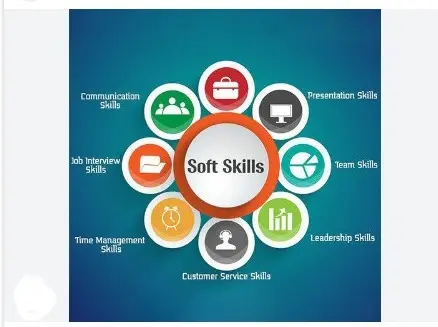 Communication
Skills
Presentation Skills
Job Interview
Skills
Soft Skills
Team Skills
Time Management
Skills
Leadership Skills
Customer Service Skills